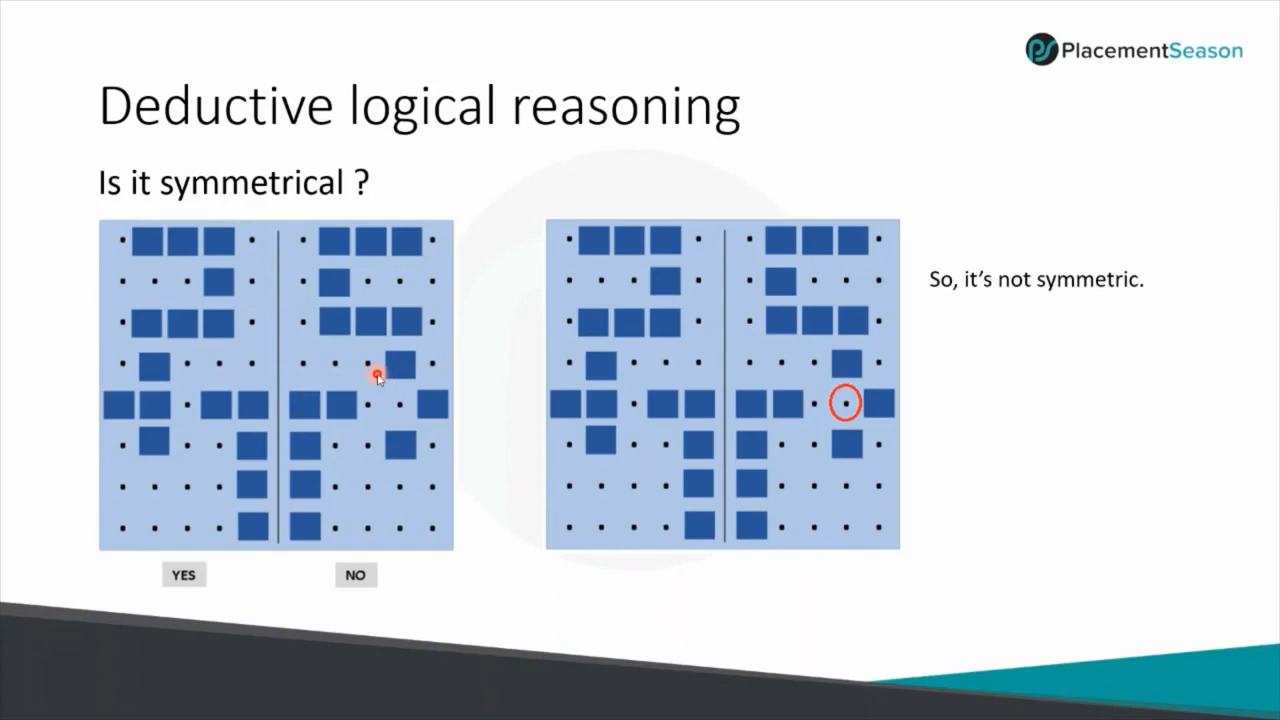 PlacementSeason
Deductive logical reasoning
Is it symmetrical ?
So, it's not symmetric.
YES
NO